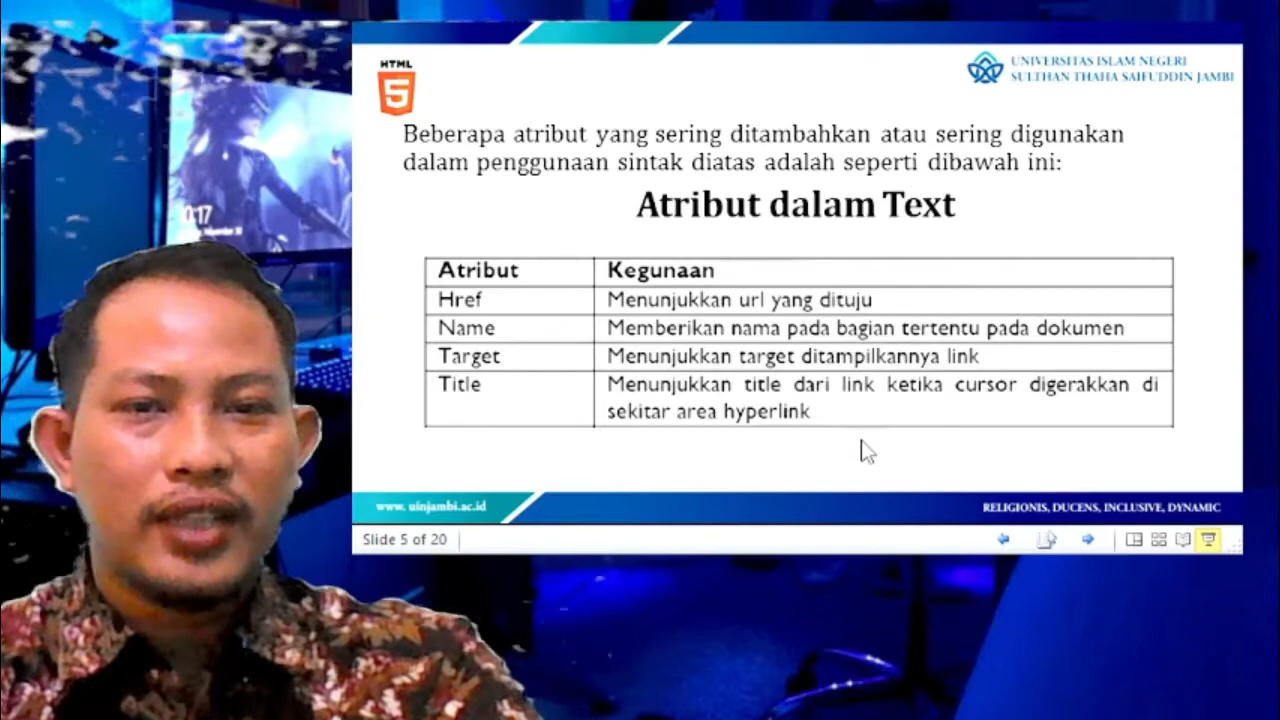 HTML
5
UNIVERSITAS ISLAM NEGERI
SULTHAN THAHA SAIFUDDIN JAMBI
Beberapa atribut yang sering ditambahkan atau sering digunakan
dalam penggunaan sintak diatas adalah seperti dibawah ini:
Atribut dalam Text
Atribut Kegunaan
Href Menunjukkan url yang dituju
Name Memberikan nama pada bagian tertentu pada dokumen
Target Menunjukkan target ditampilkannya link
Title Menunjukkan title dari link ketika cursor digerakkan di
sekitar area hyperlink
www. uinjambi.ac.id
RELIGIONIS, DUCENS, INCLUSIVE, DYNAMIC
Slide 5 of 20